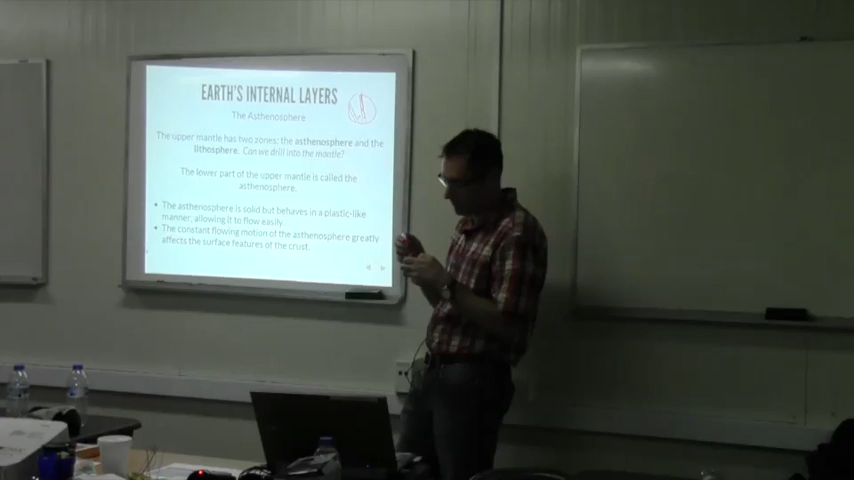 EARTH'S INTERNAL LAYERS
The Asthenosphere
The upper mantle has two zones: the asthenosphere and the
lithosphere. Can we drill into the mantle?
The lower part of the upper mantle is called the
asthenosphere.
• The asthenosphere is solid but behaves in a plastic-like
manner, allowing it to flow easily.
• The constant flowing motion of the asthenosphere greatly
affects the surface features of the crust.